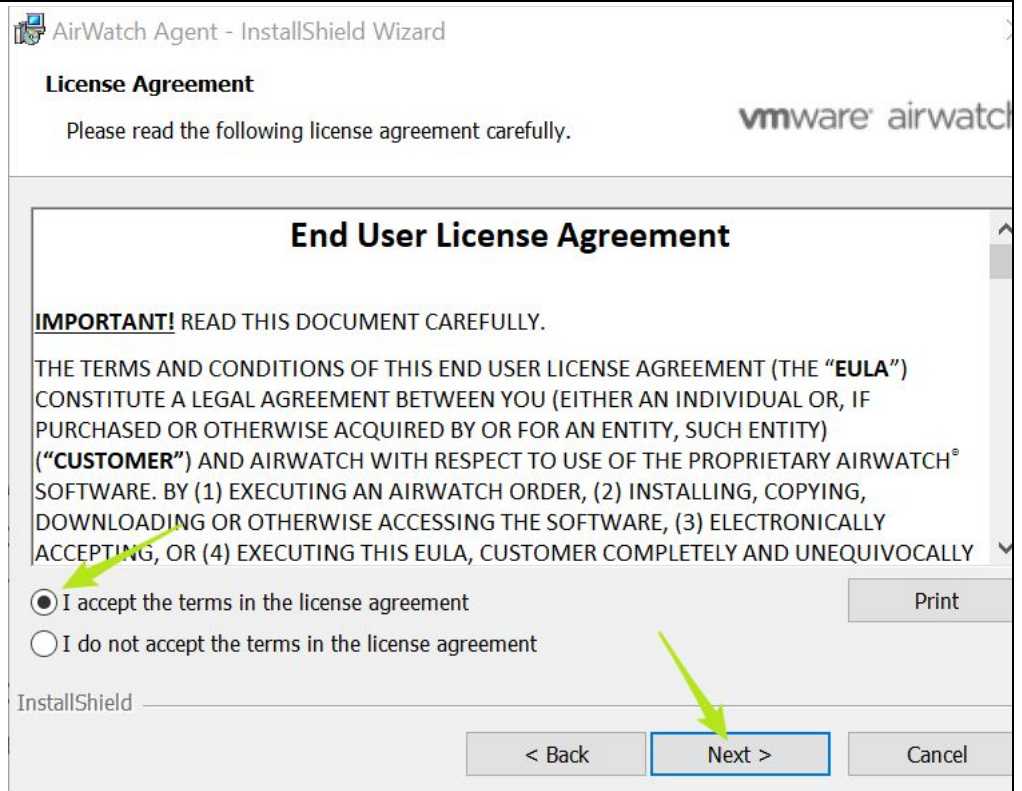 AirWatch Agent - InstallShield Wizard
License Agreement
Please read the following license agreement carefully.
vmware airwatch
End User License Agreement
IMPORTANT! READ THIS DOCUMENT CAREFULLY.
THE TERMS AND CONDITIONS OF THIS END USER LICENSE AGREEMENT (THE “EULA”)
CONSTITUTE A LEGAL AGREEMENT BETWEEN YOU (EITHER AN INDIVIDUAL OR, IF
PURCHASED OR OTHERWISE ACQUIRED BY OR FOR AN ENTITY, SUCH ENTITY)
(“CUSTOMER”) AND AIRWATCH WITH RESPECT TO USE OF THE PROPRIETARY AIRWATCH®
SOFTWARE. BY (1) EXECUTING AN AIRWATCH ORDER, (2) INSTALLING, COPYING,
DOWNLOADING OR OTHERWISE ACCESSING THE SOFTWARE, (3) ELECTRONICALLY
ACCEPTING, OR (4) EXECUTING THIS EULA, CUSTOMER COMPLETELY AND UNEQUIVOCALLY
I accept the terms in the license agreement
Print
I do not accept the terms in the license agreement
InstallShield
< Back
Next >
Cancel